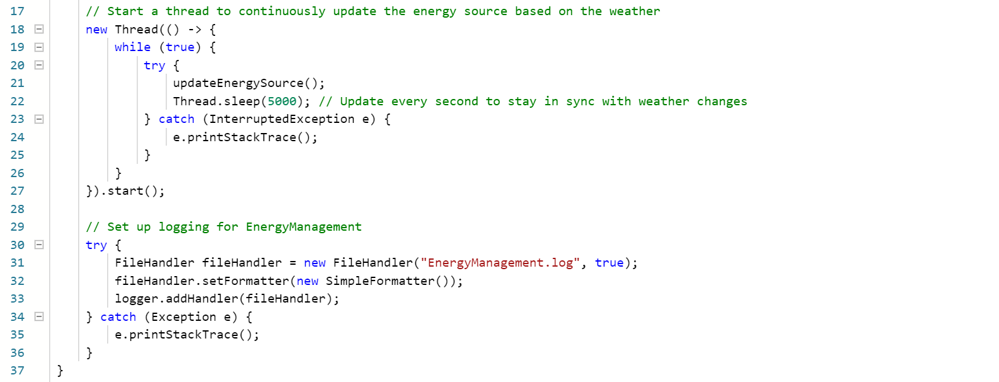 17 // Start a thread to continuously update the energy source based on the weather
18 new Thread(() -> {
19 while (true) {
20 try {
21 updateEnergySource();
22 Thread.sleep(5000); // Update every second to stay in sync with weather changes
23 } catch (InterruptedException e) {
24 e.printStackTrace();
25 }
26 }
27 }).start();
28
29 // Set up logging for EnergyManagement
30 try {
31 FileHandler fileHandler = new FileHandler("EnergyManagement.log", true);
32 fileHandler.setFormatter(new SimpleFormatter());
33 logger.addHandler(fileHandler);
34 } catch (Exception e) {
35 e.printStackTrace();
36 }
37 }